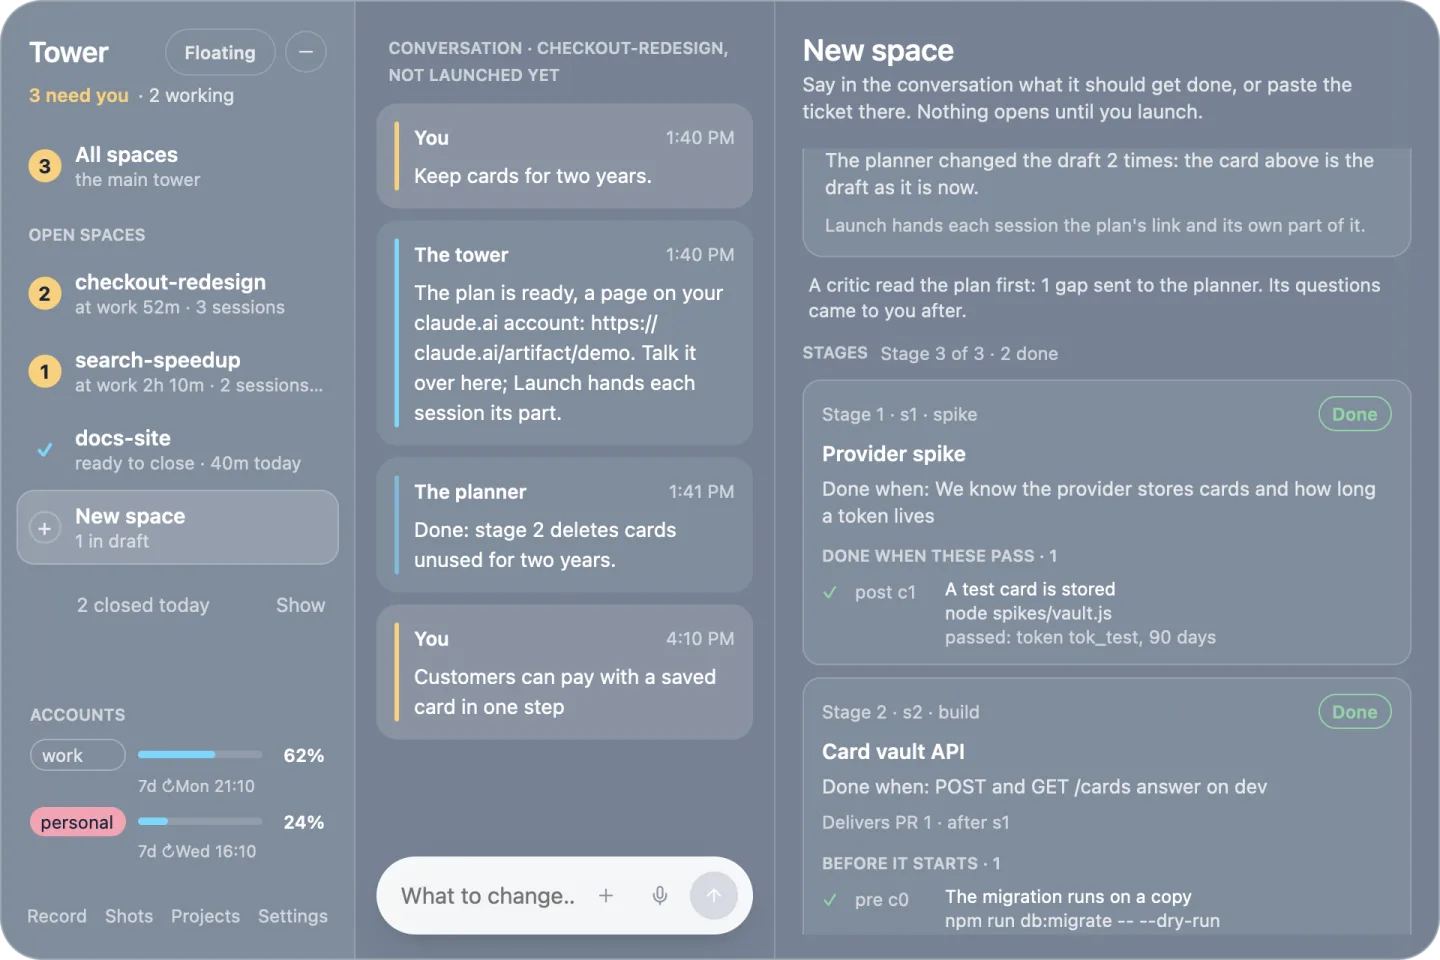 Tower
Floating
3 need you · 2 working
3
All spaces
the main tower
OPEN SPACES
2
checkout-redesign
at work 52m · 3 sessions
1
search-speedup
at work 2h 10m · 2 sessions...
docs-site
ready to close · 40m today
New space
1 in draft
2 closed today
Show
ACCOUNTS
work
62%
7d ↻Mon 21:10
personal
24%
7d ↻Wed 16:10
Record
Shots
Projects
Settings
CONVERSATION · CHECKOUT-REDESIGN,
NOT LAUNCHED YET
You
1:40 PM
Keep cards for two years.
The tower
1:40 PM
The plan is ready, a page on your
claude.ai account: https://
claude.ai/artifact/demo. Talk it
over here; Launch hands each
session its part.
The planner
1:41 PM
Done: stage 2 deletes cards
unused for two years.
You
4:10 PM
Customers can pay with a saved
card in one step
What to change..
New space
Say in the conversation what it should get done, or paste the
ticket there. Nothing opens until you launch.
The planner changed the draft 2 times: the card above is the
draft as it is now.
Launch hands each session the plan's link and its own part of it.
A critic read the plan first: 1 gap sent to the planner. Its questions
came to you after.
STAGES Stage 3 of 3 · 2 done
Stage 1 · s1 · spike
Done
Provider spike
Done when: We know the provider stores cards and how long
a token lives
DONE WHEN THESE PASS · 1
post c1
A test card is stored
node spikes/vault.js
passed: token tok_test, 90 days
Stage 2 · s2 · build
Done
Card vault API
Done when: POST and GET /cards answer on dev
Delivers PR 1 · after s1
BEFORE IT STARTS · 1
pre c0
The migration runs on a copy
npm run db:migrate -- --dry-run